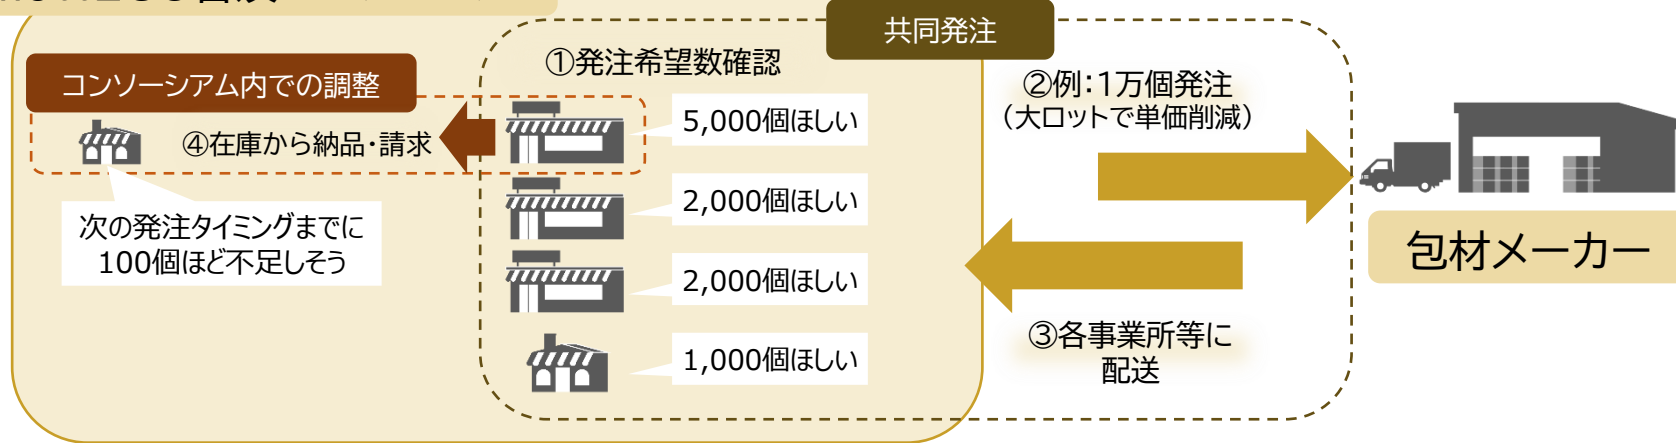 共同発注
コンソーシアム内での調整
①発注希望数確認
5,000個ほしい
④在庫から納品・請求
次の発注タイミングまでに
100個ほど不足しそう
2,000個ほしい
2,000個ほしい
1,000個ほしい
②例：1万個発注
（大ロットで単価削減）
包材メーカー
③各事業所等に
配送